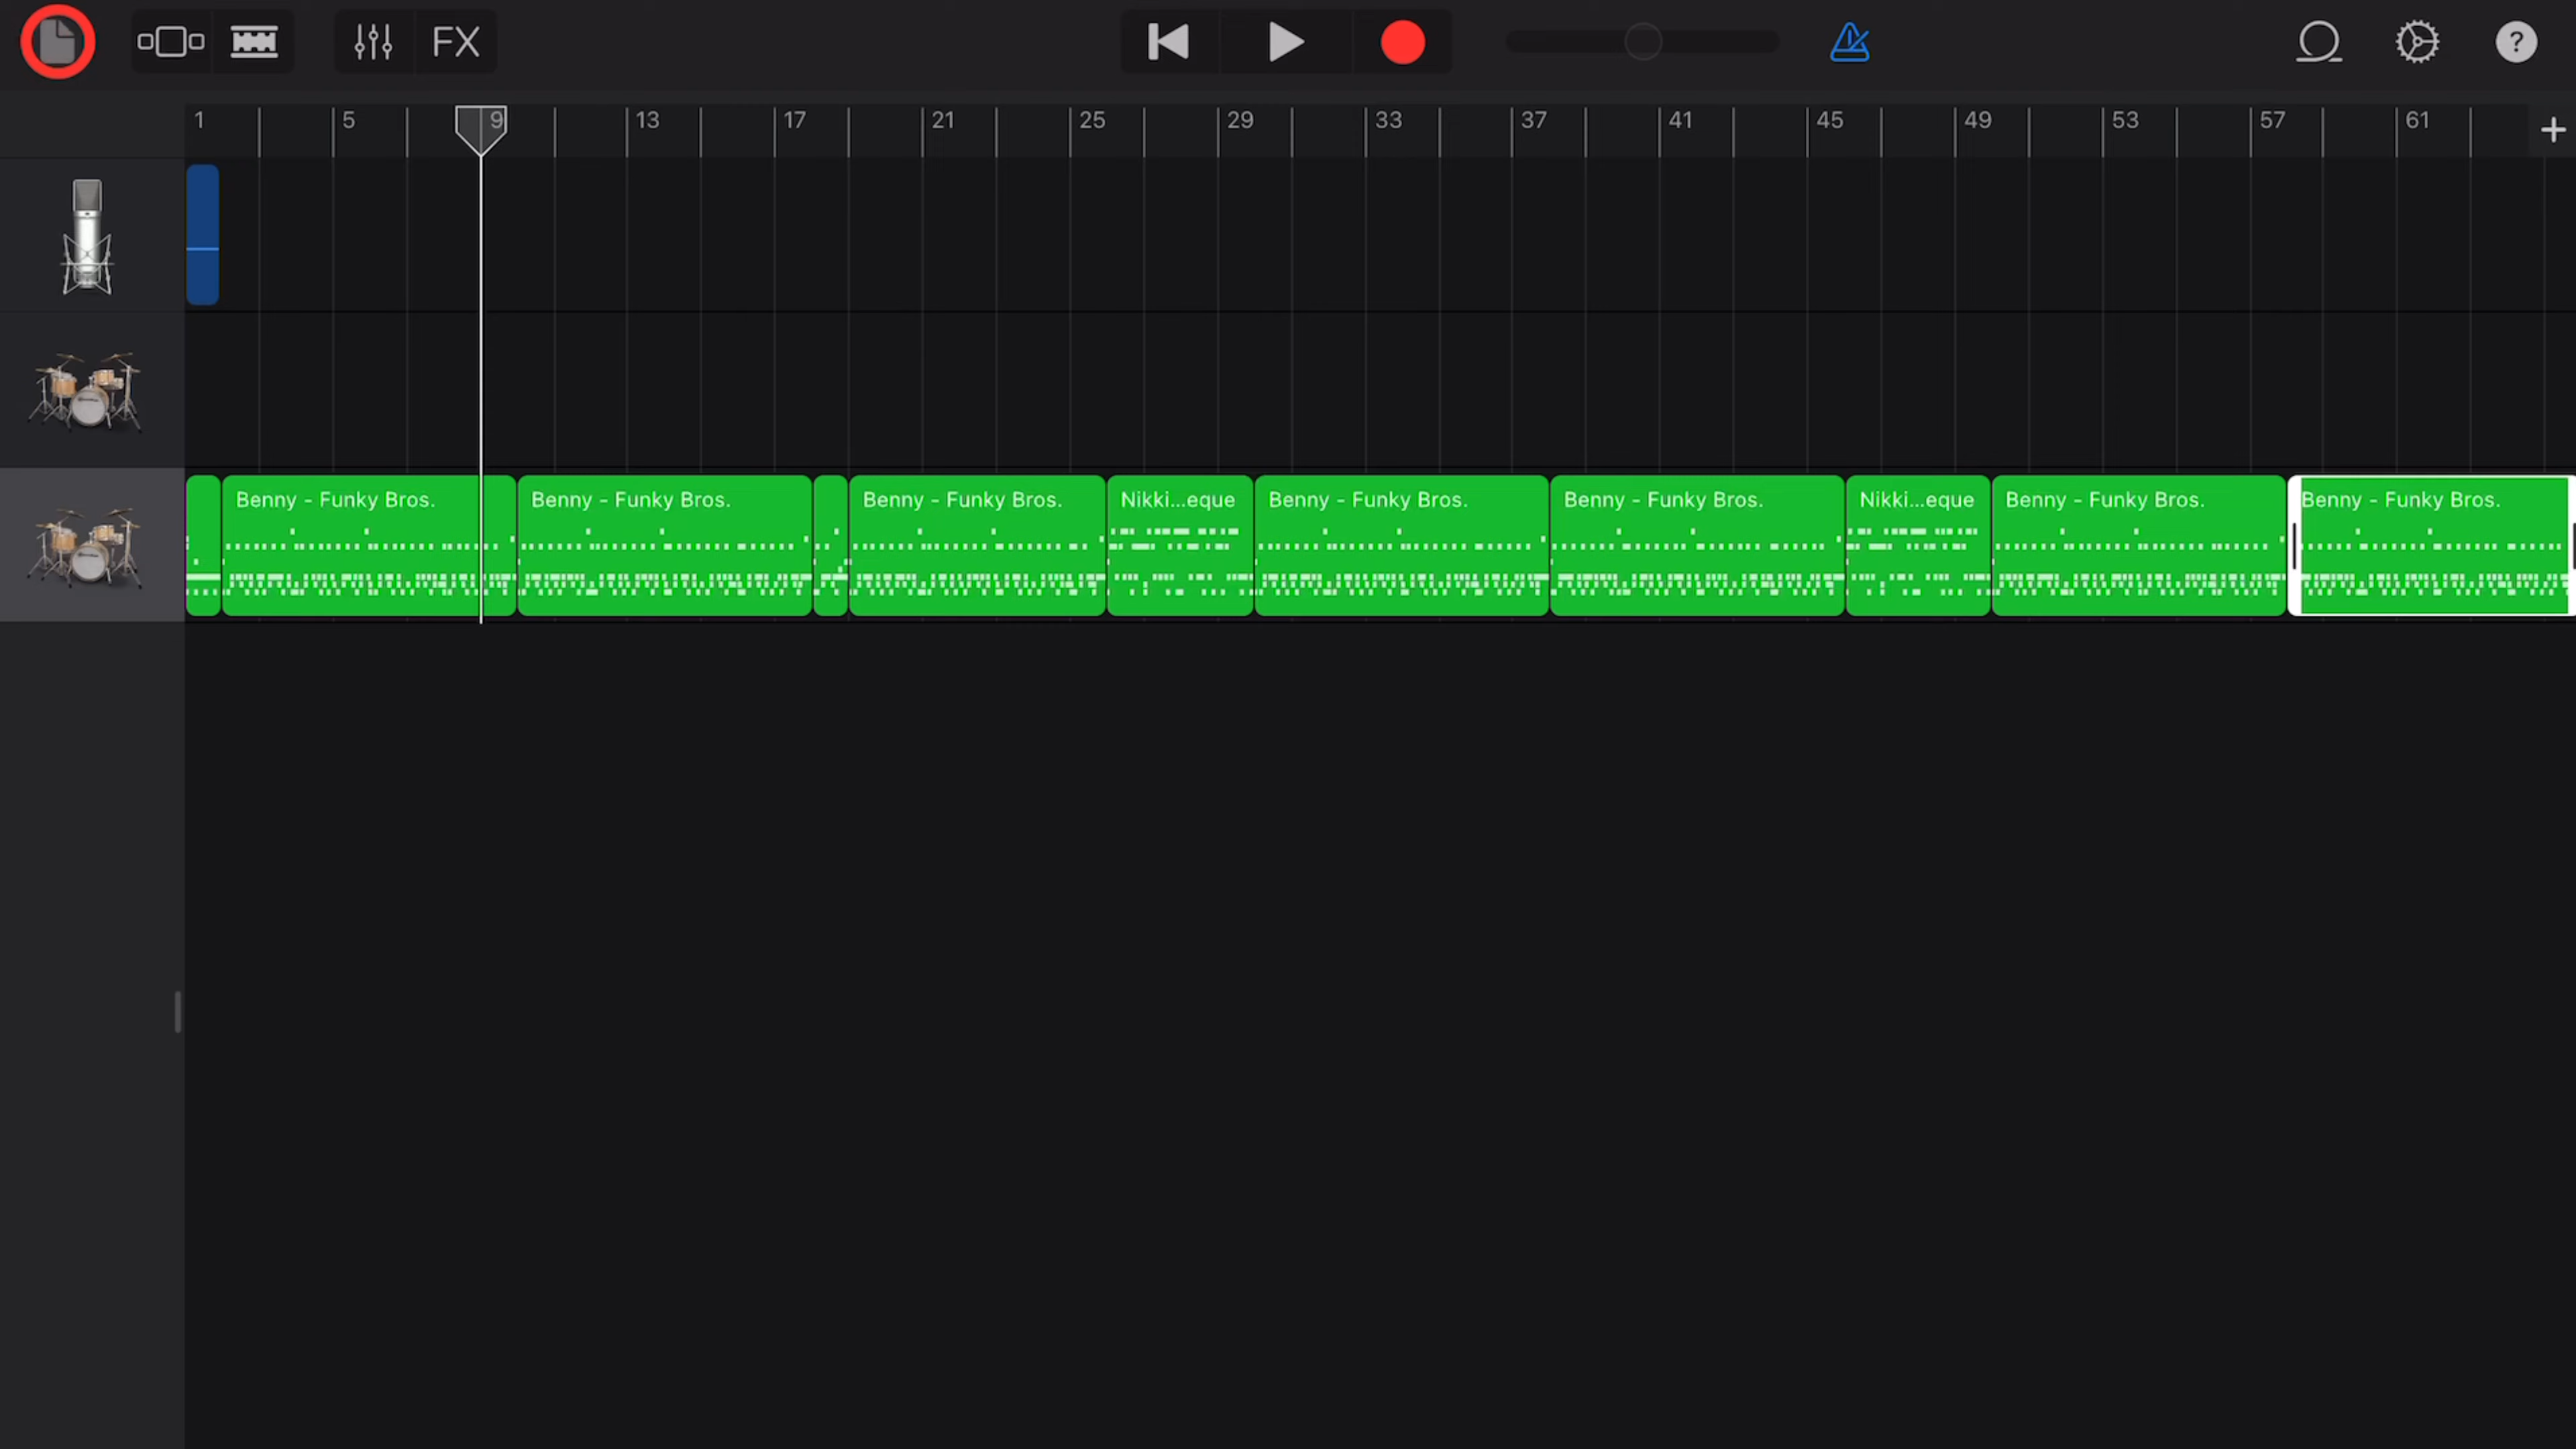 FX
?
1 5 9 13 17 21 25 29 33 37 41 45 49 53 57 61 +
Benny - Funky Bros. Benny - Funky Bros. Benny - Funky Bros. Nikki...eque Benny - Funky Bros. Benny - Funky Bros. Nikki...eque Benny - Funky Bros. Benny - Funky Bros.